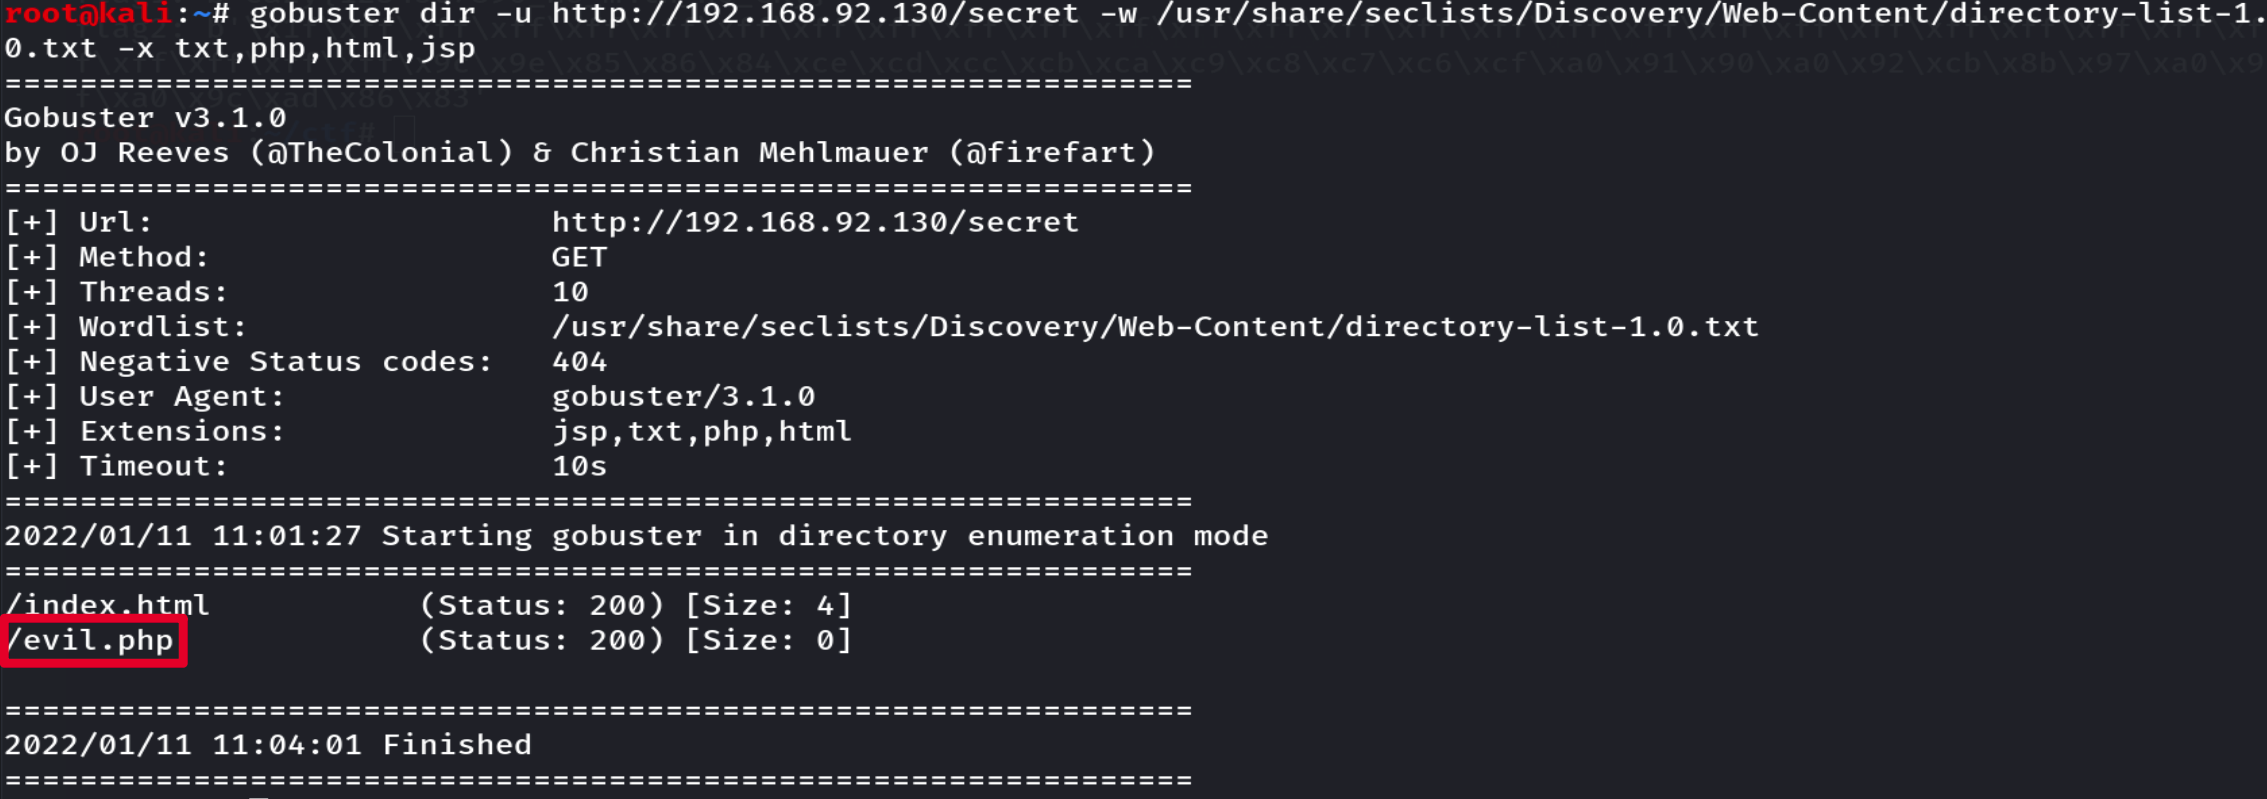 root@kali:~# gobuster dir -u http://192.168.92.130/secret -w /usr/share/seclists/Discovery/Web-Content/directory-list-1.
0.txt -x txt,php,html,jsp
===============================================================
Gobuster v3.1.0
by OJ Reeves (@TheColonial) & Christian Mehlmauer (@firefart)
===============================================================
[+] Url:                     http://192.168.92.130/secret
[+] Method:                  GET
[+] Threads:                 10
[+] Wordlist:                /usr/share/seclists/Discovery/Web-Content/directory-list-1.0.txt
[+] Negative Status codes:   404
[+] User Agent:              gobuster/3.1.0
[+] Extensions:              jsp,txt,php,html
[+] Timeout:                 10s
===============================================================
2022/01/11 11:01:27 Starting gobuster in directory enumeration mode
===============================================================
/index.html           (Status: 200) [Size: 4]
/evil.php             (Status: 200) [Size: 0]
===============================================================
2022/01/11 11:04:01 Finished
===============================================================